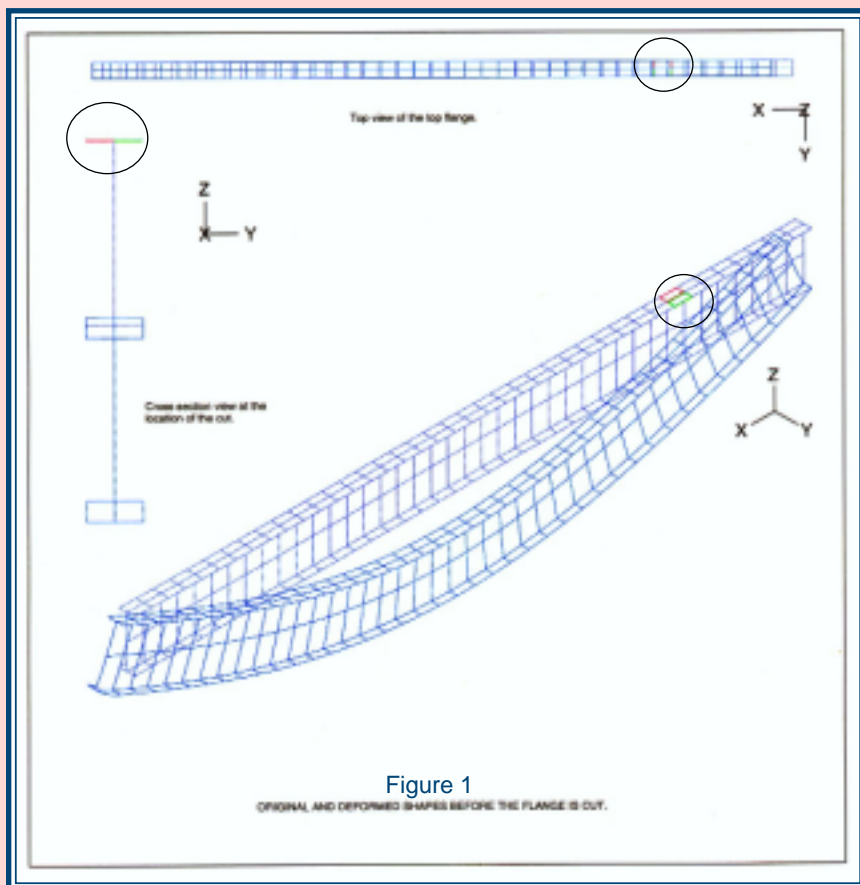 Top view of the top flange.
X Z
Y
Z
X Y
Cross section view at the
location of the cut.
Z
X Y
Figure 1
ORIGINAL AND DEFORMED SHAPES BEFORE THE FLANGE IS CUT.